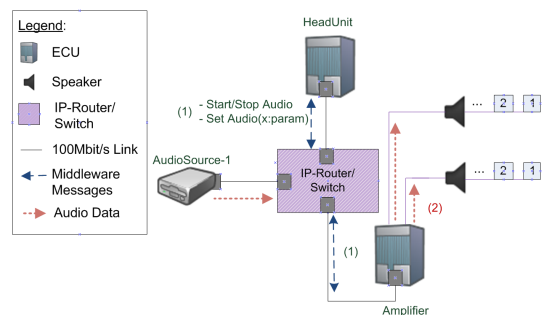 Legend:
ECU
Speaker
IP-Router/
Switch
100Mbit/s Link
Middleware
Messages
Audio Data
HeadUnit
(1) - Start/Stop Audio
- Set Audio(x:param)
AudioSource-1
IP-Router/
Switch
(1)
(2)
Amplifier
... 2 1
... 2 1